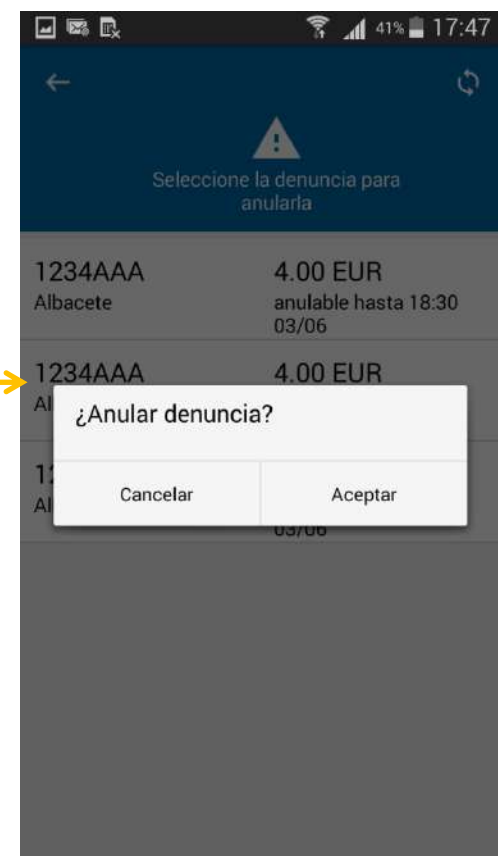 41% 17:47
Seleccione la denuncia para
anularla
1234AAA 4.00 EUR
Albacete anulable hasta 18:30
03/06
1234AAA 4.00 EUR
¿Anular denuncia?
Cancelar Aceptar
03/06